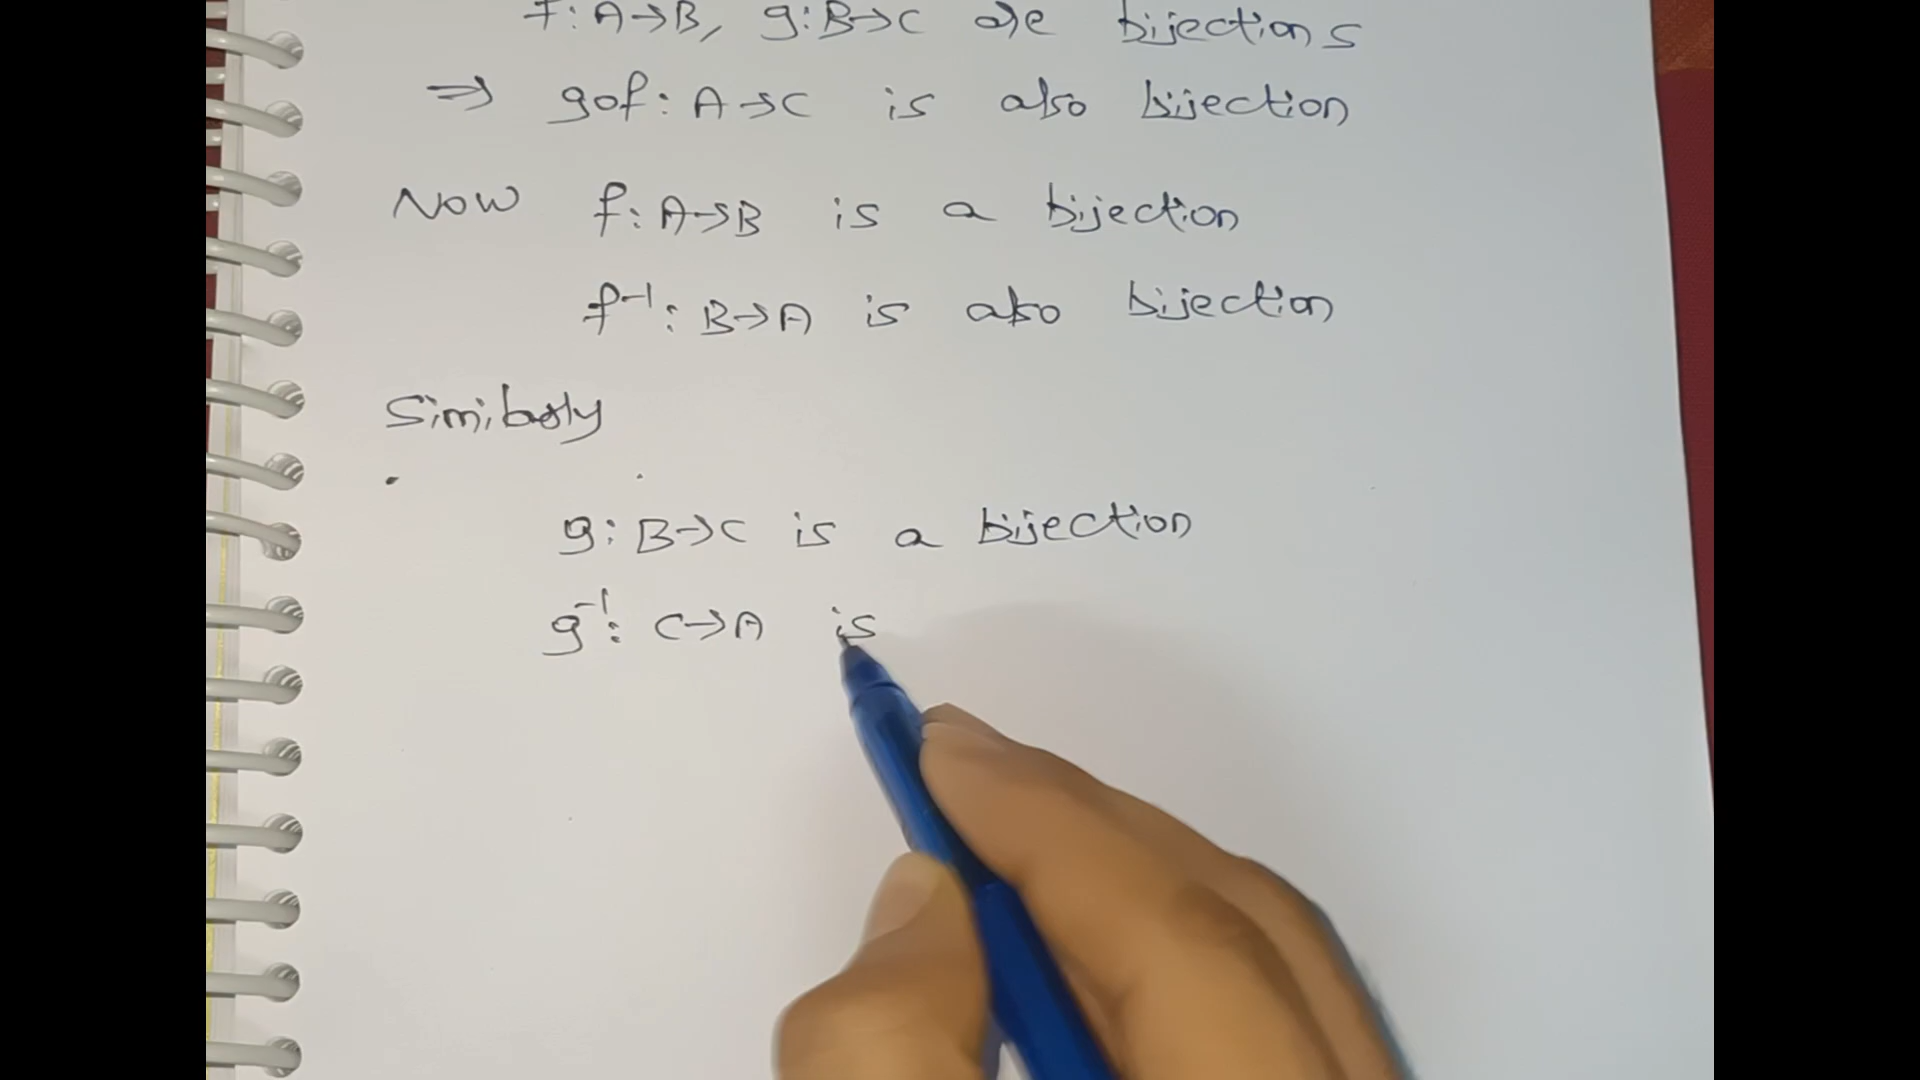 f: A→B, g: B→C are bijections
⇒ gof: A→C is also bijection
Now f: A→B is a bijection
f⁻¹: B→A is also bijection
Similarly
g: B→C is a bijection
g⁻¹: C→A is